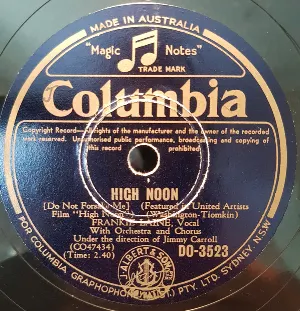 MADE IN AUSTRALIA
"Magic Notes"
TRADE MARK
Columbia
Copyright Record—All rights of the manufacturer and the owner of the recorded
work reserved. Unauthorised public performance, broadcasting and copying of
this record prohibited
HIGH NOON
(Do Not Forsake Me) (Featured in United Artists
Film "High Noon") (Washington-Tiomkin)
FRANKIE LAINE, Vocal
With Orchestra and Chorus
Under the direction of Jimmy Carroll
(CO47434)
(Time: 2.40)
DO-3523
J. ALBERT & SON
FOR COLUMBIA GRAPHOPHONE (AUST.) PTY. LTD. SYDNEY N.S.W.